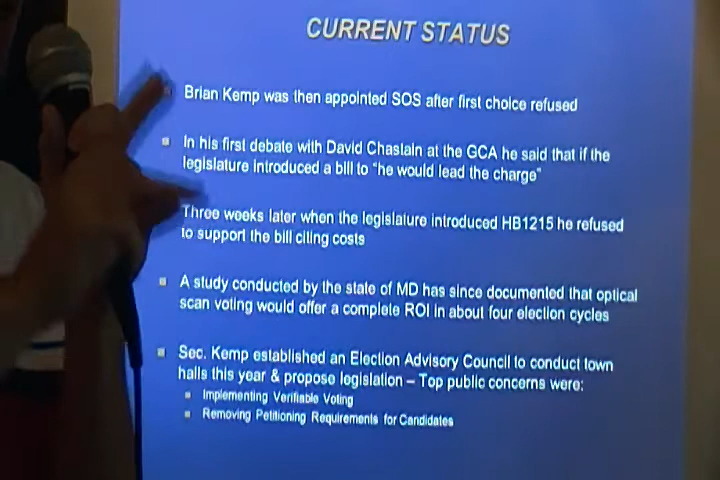 CURRENT STATUS
Brian Kemp was then appointed SOS after first choice refused
In his first debate with David Chastain at the GCA he said that if the
legislature introduced a bill to "he would lead the charge"
Three weeks later when the legislature introduced HB1215 he refused
to support the bill citing costs
A study conducted by the state of MD has since documented that optical
scan voting would offer a complete ROI in about four election cycles
Sec. Kemp established an Election Advisory Council to conduct town
halls this year & propose legislation – Top public concerns were:
Implementing Verifiable Voting
Removing Petitioning Requirements for Candidates